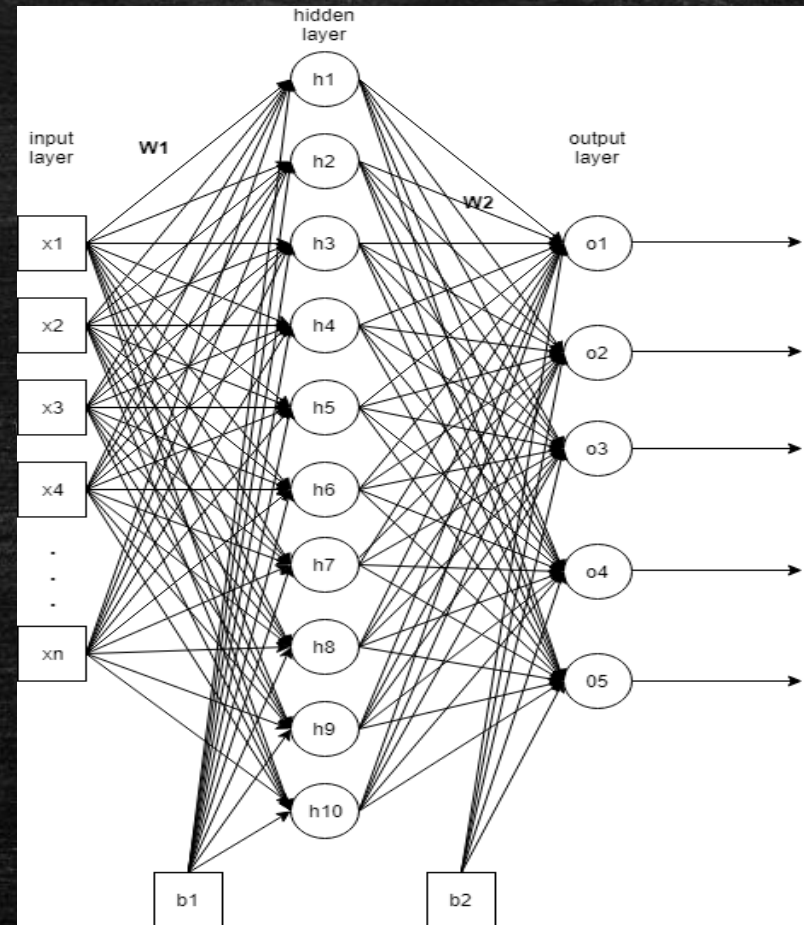 hidden
layer
h1
input
layer
W1
output
layer
h2
W2
x1
h3
o1
x2
h4
o2
x3
h5
o3
x4
h6
.
.
.
h7
o4
xn
h8
05
h9
h10
b1
b2